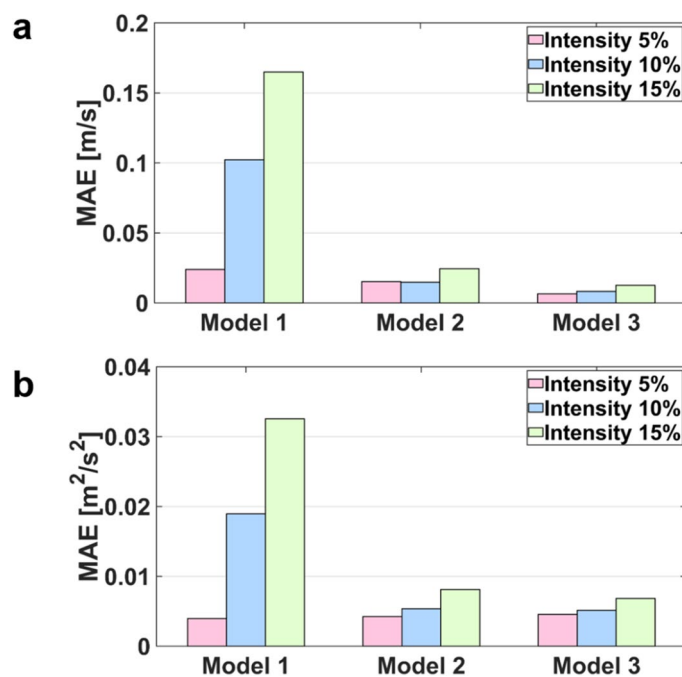 a
MAE [m/s]
0.2
0.15
0.1
0.05
0
Intensity 5%
Intensity 10%
Intensity 15%
Model 1 Model 2 Model 3
b
MAE [m²/s²]
0.04
0.03
0.02
0.01
0
Intensity 5%
Intensity 10%
Intensity 15%
Model 1 Model 2 Model 3